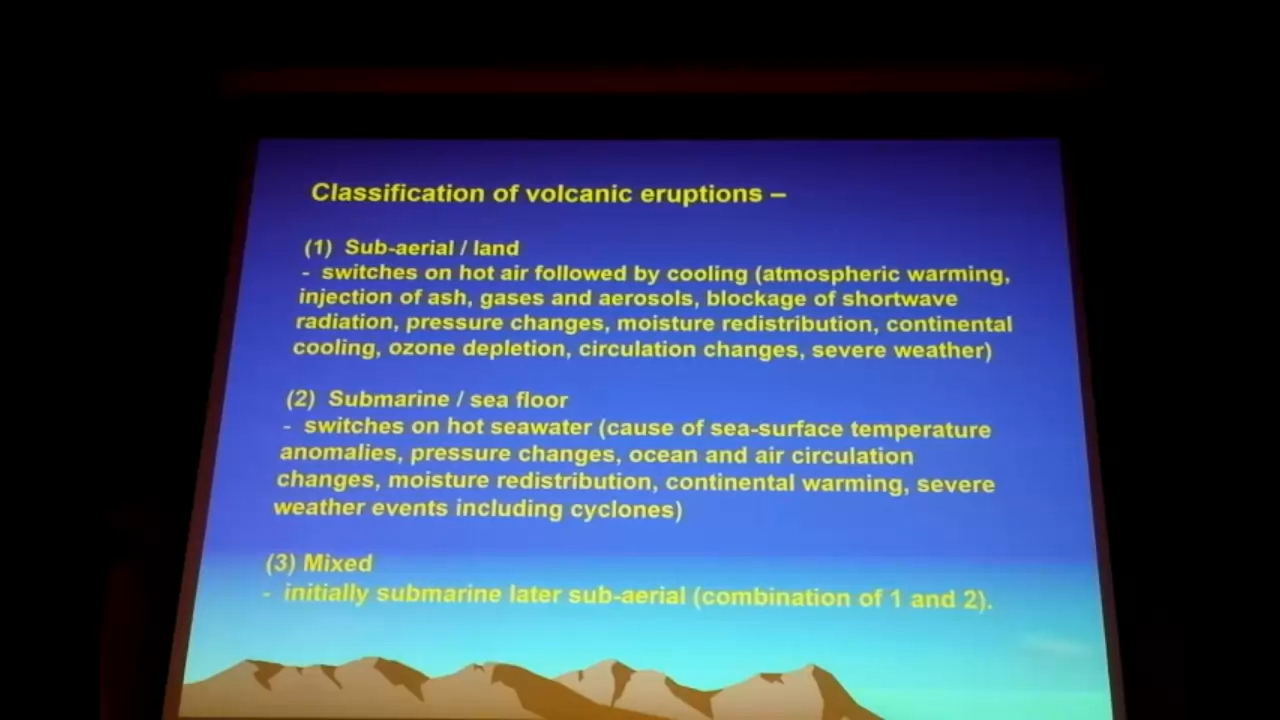 Classification of volcanic eruptions –
(1) Sub-aerial / land
- switches on hot air followed by cooling (atmospheric warming,
injection of ash, gases and aerosols, blockage of shortwave
radiation, pressure changes, moisture redistribution, continental
cooling, ozone depletion, circulation changes, severe weather)
(2) Submarine / sea floor
- switches on hot seawater (cause of sea-surface temperature
anomalies, pressure changes, ocean and air circulation
changes, moisture redistribution, continental warming, severe
weather events including cyclones)
(3) Mixed
- initially submarine later sub-aerial (combination of 1 and 2).